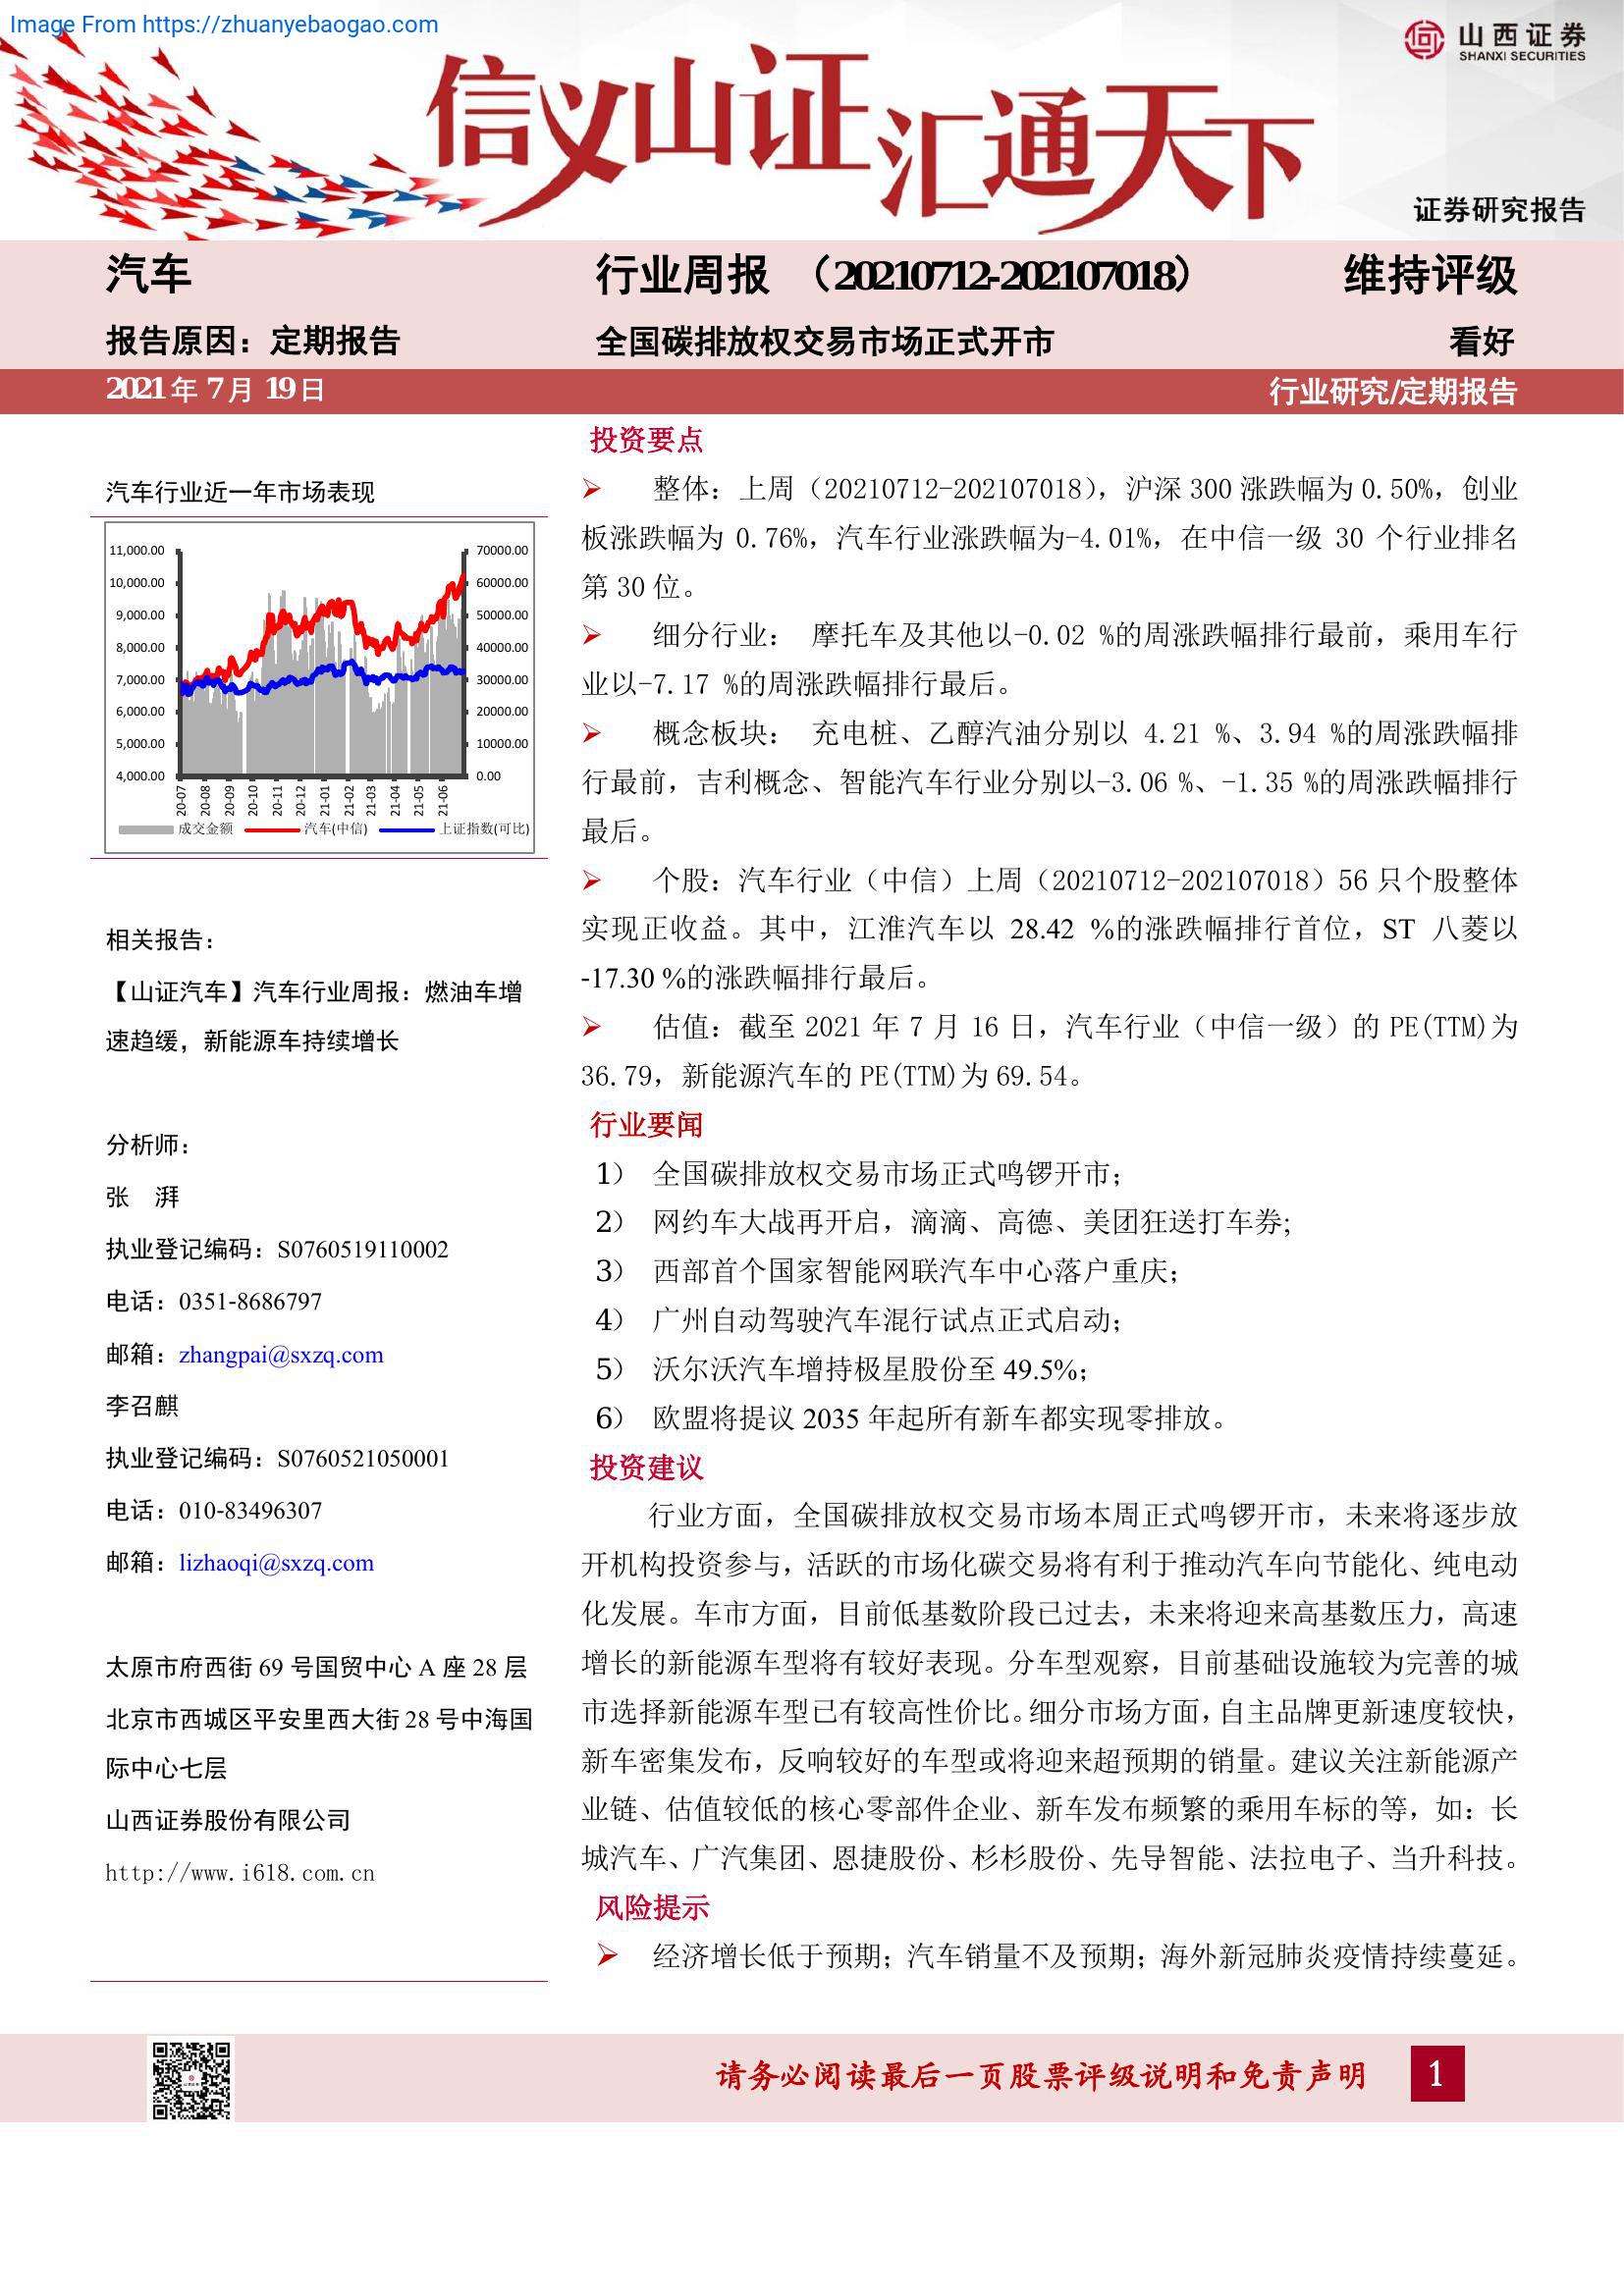 Image From https://zhuanyebaogao.com
山西证券
SHANXI SECURITIES
信义山证汇通天下
证券研究报告
汽车
行业周报 （20210712-202107018）
维持评级
报告原因：定期报告
全国碳排放权交易市场正式开市
看好
2021 年 7 月 19 日
行业研究/定期报告
汽车行业近一年市场表现
11,000.00
10,000.00
9,000.00
8,000.00
7,000.00
6,000.00
5,000.00
4,000.00
70000.00
60000.00
50000.00
40000.00
30000.00
20000.00
10000.00
0.00
20-07
20-08
20-09
20-10
20-11
20-12
21-01
21-02
21-03
21-04
21-05
21-06
成交金额
汽车(中信)
上证指数(可比)
相关报告：
【山证汽车】汽车行业周报：燃油车增
速趋缓，新能源车持续增长
分析师：
张 湃
执业登记编码：S0760519110002
电话：0351-8686797
邮箱：zhangpai@sxzq.com
李召麒
执业登记编码：S0760521050001
电话：010-83496307
邮箱：lizhaoqi@sxzq.com
太原市府西街 69 号国贸中心 A 座 28 层
北京市西城区平安里西大街 28 号中海国
际中心七层
山西证券股份有限公司
http://www.i618.com.cn
投资要点
整体：上周（20210712-202107018），沪深 300 涨跌幅为 0.50%，创业
板涨跌幅为 0.76%，汽车行业涨跌幅为-4.01%，在中信一级 30 个行业排名
第 30 位。
细分行业： 摩托车及其他以-0.02 %的周涨跌幅排行最前，乘用车行
业以-7.17 %的周涨跌幅排行最后。
概念板块： 充电桩、乙醇汽油分别以 4.21 %、3.94 %的周涨跌幅排
行最前，吉利概念、智能汽车行业分别以-3.06 %、-1.35 %的周涨跌幅排行
最后。
个股：汽车行业（中信）上周（20210712-202107018）56 只个股整体
实现正收益。其中，江淮汽车以 28.42 %的涨跌幅排行首位，ST 八菱以
-17.30 %的涨跌幅排行最后。
估值：截至 2021 年 7 月 16 日，汽车行业（中信一级）的 PE(TTM)为
36.79，新能源汽车的 PE(TTM)为 69.54。
行业要闻
1） 全国碳排放权交易市场正式鸣锣开市；
2） 网约车大战再开启，滴滴、高德、美团狂送打车券;
3） 西部首个国家智能网联汽车中心落户重庆；
4） 广州自动驾驶汽车混行试点正式启动；
5） 沃尔沃汽车增持极星股份至 49.5%；
6） 欧盟将提议 2035 年起所有新车都实现零排放。
投资建议
行业方面，全国碳排放权交易市场本周正式鸣锣开市，未来将逐步放
开机构投资参与，活跃的市场化碳交易将有利于推动汽车向节能化、纯电动
化发展。车市方面，目前低基数阶段已过去，未来将迎来高基数压力，高速
增长的新能源车型将有较好表现。分车型观察，目前基础设施较为完善的城
市选择新能源车型已有较高性价比。细分市场方面，自主品牌更新速度较快，
新车密集发布，反响较好的车型或将迎来超预期的销量。建议关注新能源产
业链、估值较低的核心零部件企业、新车发布频繁的乘用车标的等，如：长
城汽车、广汽集团、恩捷股份、杉杉股份、先导智能、法拉电子、当升科技。
风险提示
经济增长低于预期；汽车销量不及预期；海外新冠肺炎疫情持续蔓延。
请务必阅读最后一页股票评级说明和免责声明
1